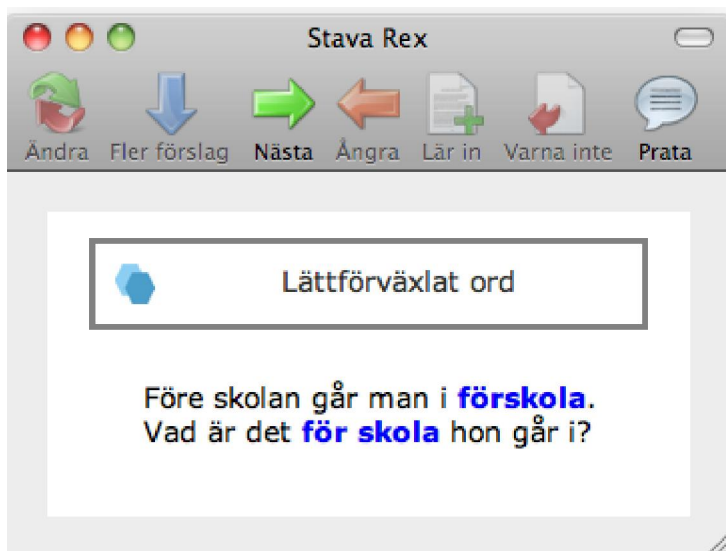 Stava Rex
Ändra Fler förslag Nästa Ångra Lär in Varna inte Prata
Lättförväxlat ord
Före skolan går man i förskola.
Vad är det för skola hon går i?